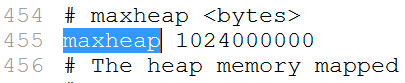 454 # maxheap <bytes>
455 maxheap 1024000000
456 # The heap memory mapped